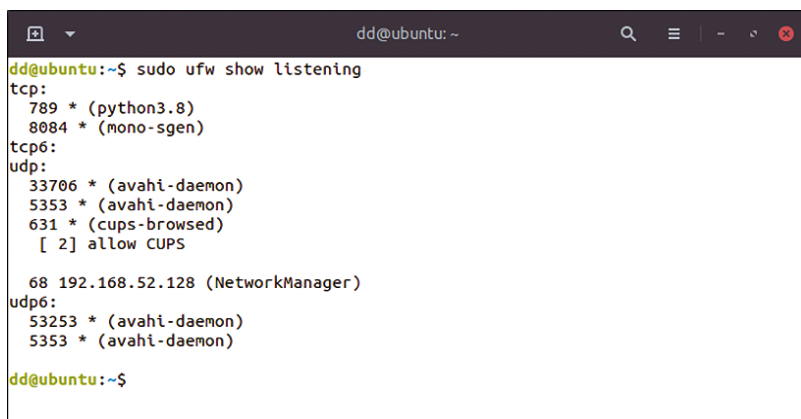 dd@ubuntu: ~
dd@ubuntu:~$ sudo ufw show listening
tcp:
  789 * (python3.8)
  8084 * (mono-sgen)
tcp6:
udp:
  33706 * (avahi-daemon)
  5353 * (avahi-daemon)
  631 * (cups-browsed)
   [ 2] allow CUPS
  68 192.168.52.128 (NetworkManager)
udp6:
  53253 * (avahi-daemon)
  5353 * (avahi-daemon)
dd@ubuntu:~$